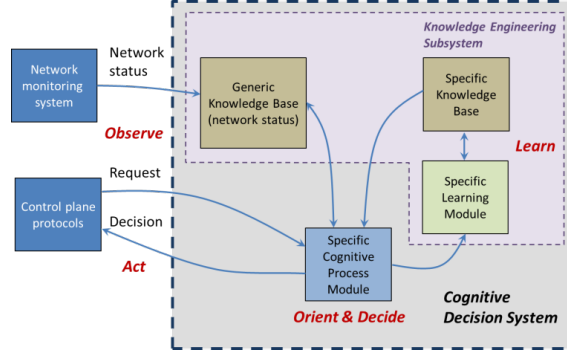 Knowledge Engineering
Subsystem
Network
status
Network
monitoring
system
Generic
Knowledge Base
(network status)
Specific
Knowledge
Base
Observe
Learn
Request
Control plane
protocols
Decision
Specific
Learning
Module
Act
Specific
Cognitive
Process
Module
Orient & Decide
Cognitive
Decision System